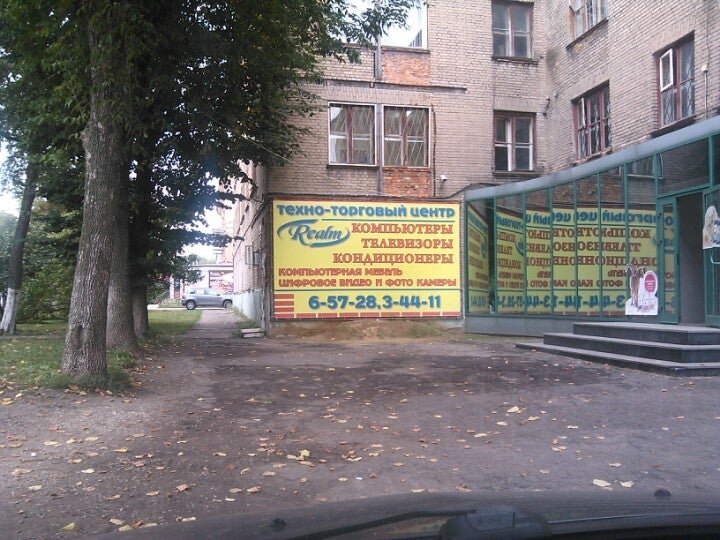 техно-торговый центр
Realm
КОМПЬЮТЕРЫ
ТЕЛЕВИЗОРЫ
КОНДИЦИОНЕРЫ
КОМПЬЮТЕРНАЯ МЕБЕЛЬ
ЦИФРОВОЕ ВИДЕО И ФОТО КАМЕРЫ
6-57-28,3-44-11